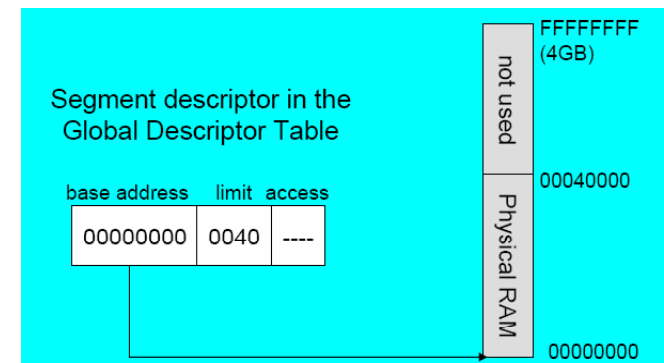 Segment descriptor in the
Global Descriptor Table
base address limit access
00000000 0040 ----
FFFFFFFF
(4GB)
not used
00040000
Physical RAM
00000000